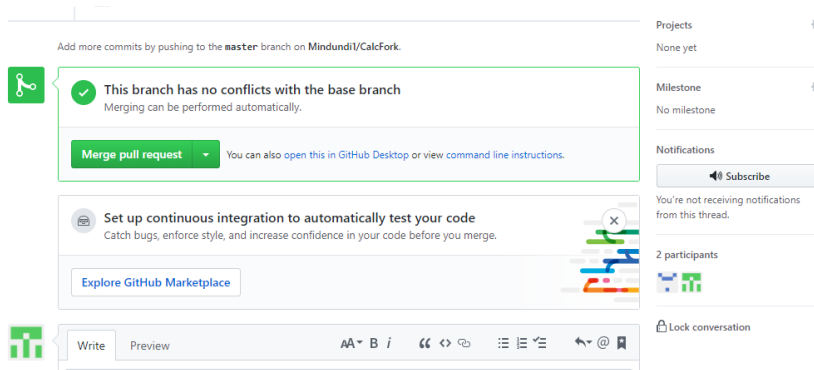 Add more commits by pushing to the master branch on Mindundi1/CalcFork.
This branch has no conflicts with the base branch
Merging can be performed automatically.
Merge pull request
You can also open this in GitHub Desktop or view command line instructions.
Set up continuous integration to automatically test your code
Catch bugs, enforce style, and increase confidence in your code before you merge.
Explore GitHub Marketplace
Write Preview
AA B i
Projects
None yet
Milestone
No milestone
Notifications
Subscribe
You're not receiving notifications
from this thread.
2 participants
Lock conversation